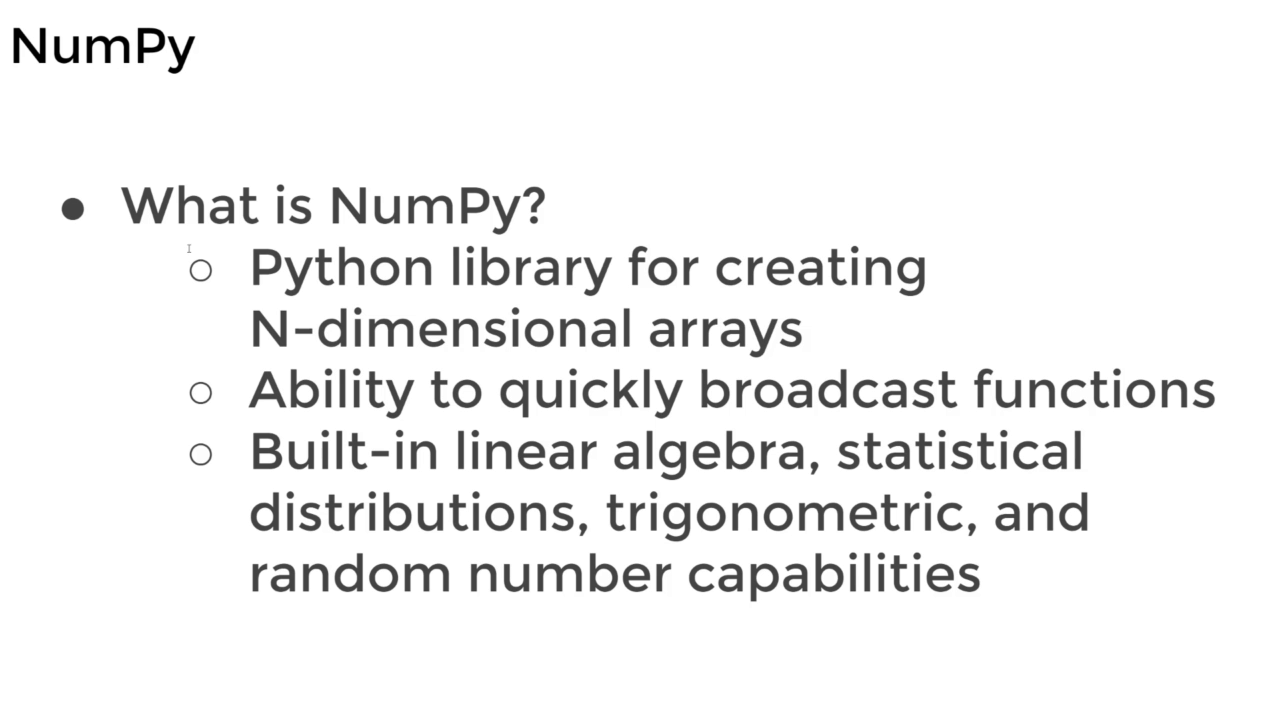 NumPy
● What is NumPy?
○ Python library for creating
N-dimensional arrays
○ Ability to quickly broadcast functions
○ Built-in linear algebra, statistical
distributions, trigonometric, and
random number capabilities